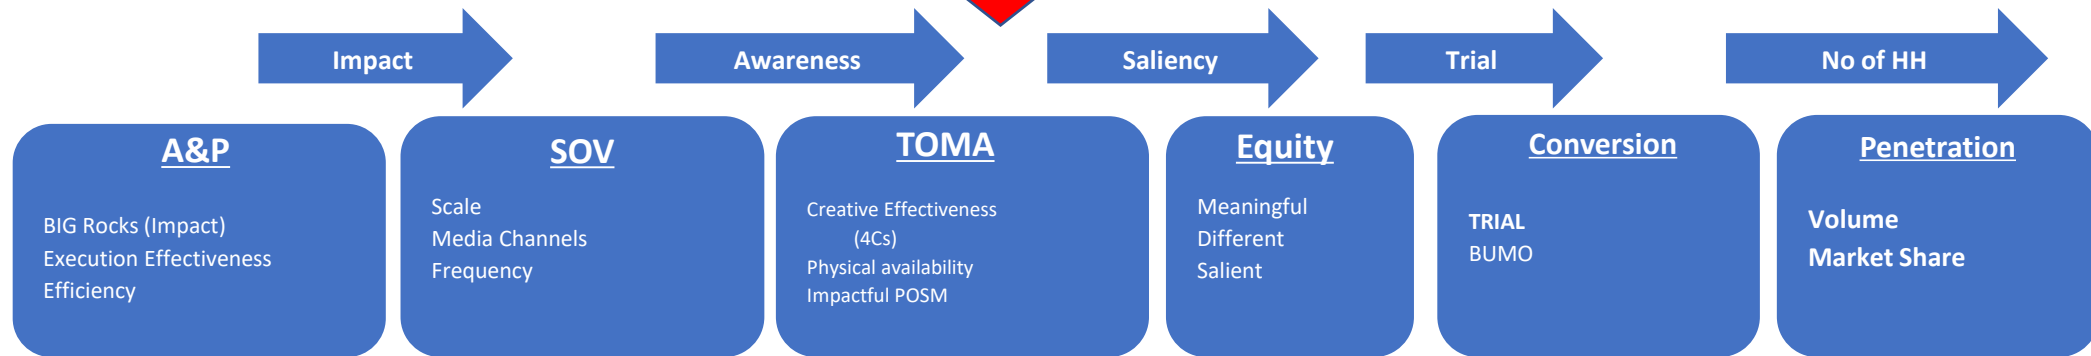 Impact
Awareness
Saliency
Trial
No of HH
A&P
BIG Rocks (Impact)
Execution Effectiveness
Efficiency
SOV
Scale
Media Channels
Frequency
TOMA
Creative Effectiveness
(4Cs)
Physical availability
Impactful POSM
Equity
Meaningful
Different
Salient
Conversion
TRIAL
BUMO
Penetration
Volume
Market Share